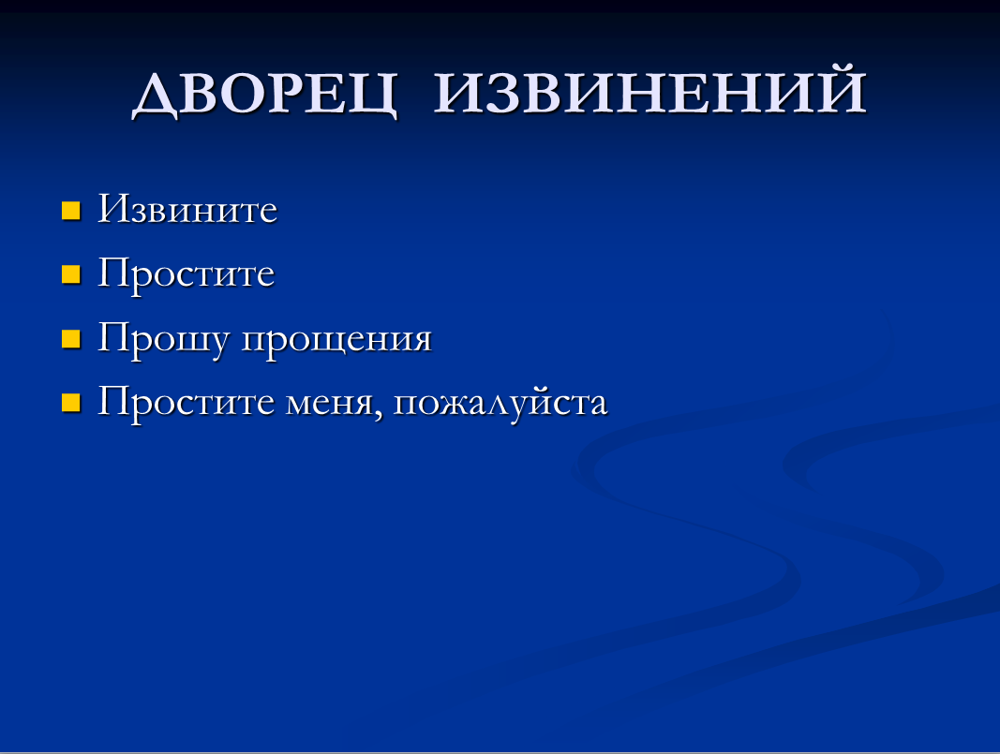 ДВОРЕЦ ИЗВИНЕНИЙ
Извините
Простите
Прошу прощения
Простите меня, пожалуйста